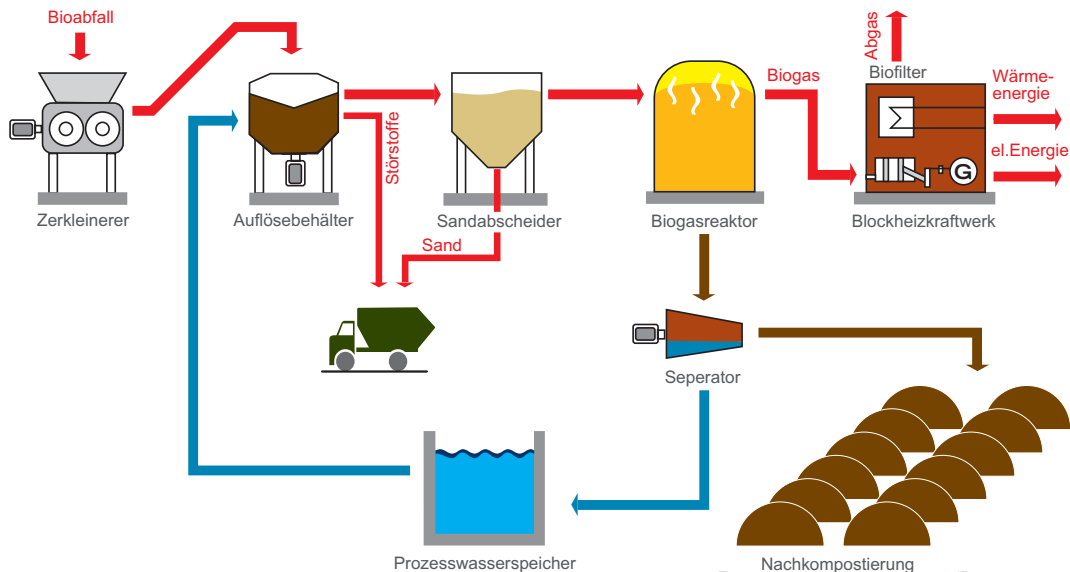 Bioabfall
Abgas
Biofilter
Wärme-
energie
Biogas
el.Energie
G
Störstoffe
Zerkleinerer
Auflösebehälter
Sandabscheider
Biogasreaktor
Blockheizkraftwerk
Sand
Seperator
Prozesswasserspeicher
Nachkompostierung